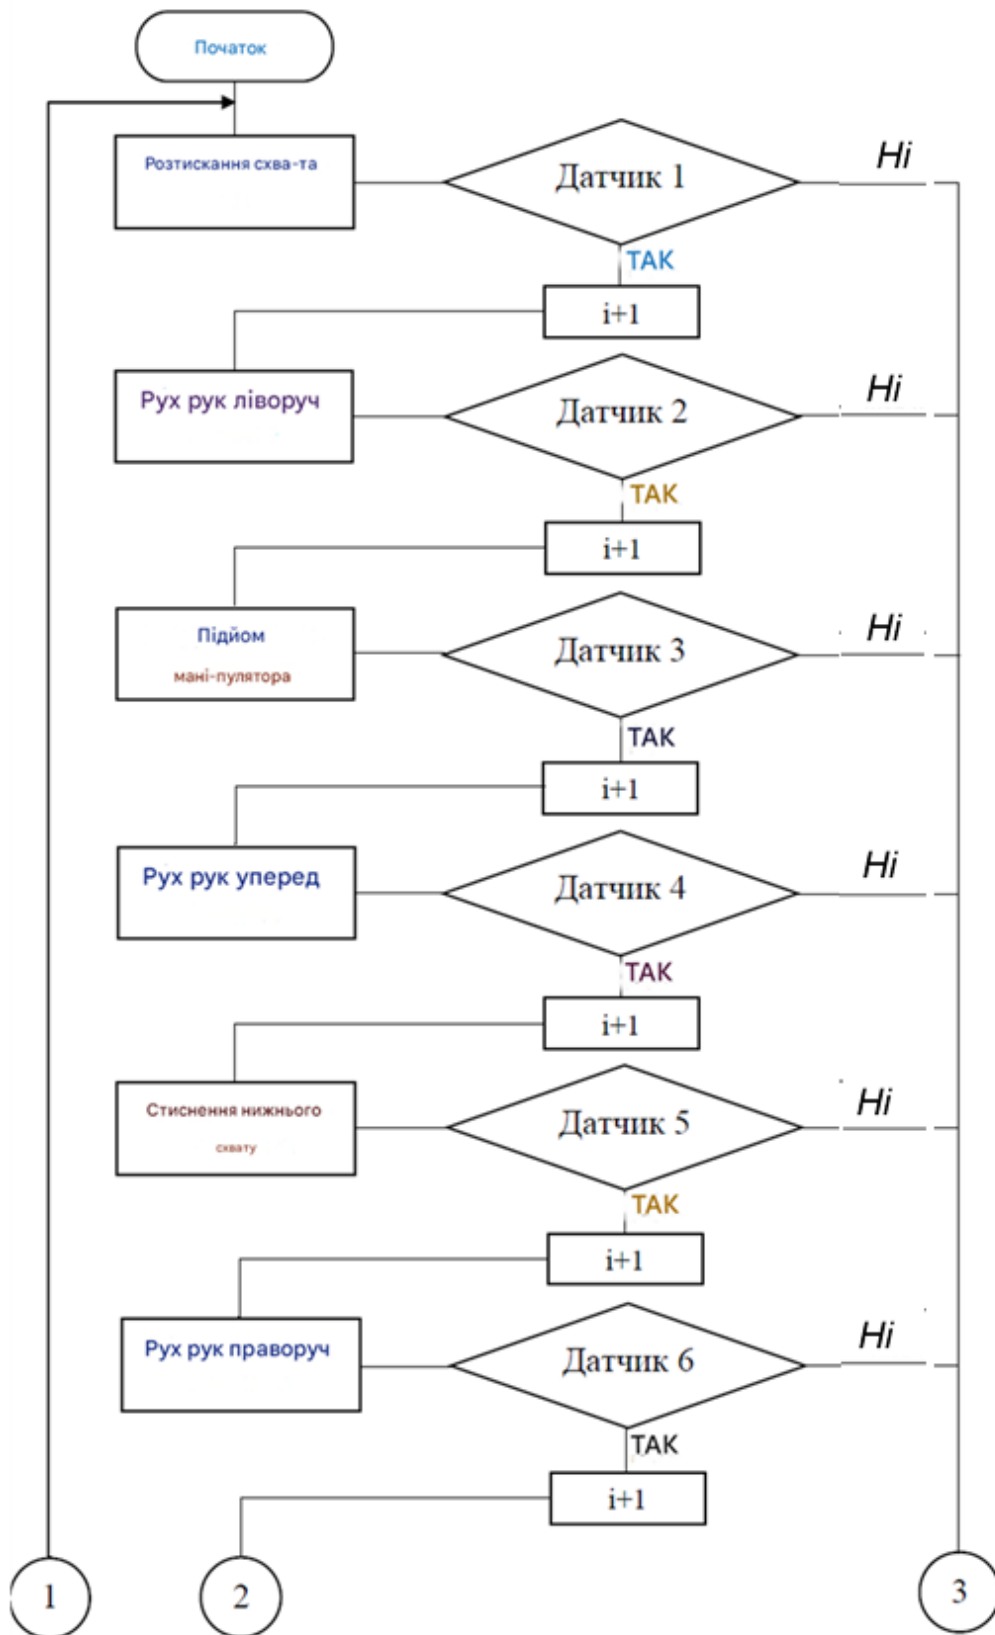 Початок
Розтискання схва-та
Датчик 1
Ні
ТАК
i+1
Рух рук ліворуч
Датчик 2
Ні
ТАК
i+1
Підйом
мані-пулятора
Датчик 3
Ні
ТАК
i+1
Рух рук уперед
Датчик 4
Ні
ТАК
i+1
Стиснення нижнього
схвату
Датчик 5
Ні
ТАК
i+1
Рух рук праворуч
Датчик 6
Ні
ТАК
i+1
1
2
3